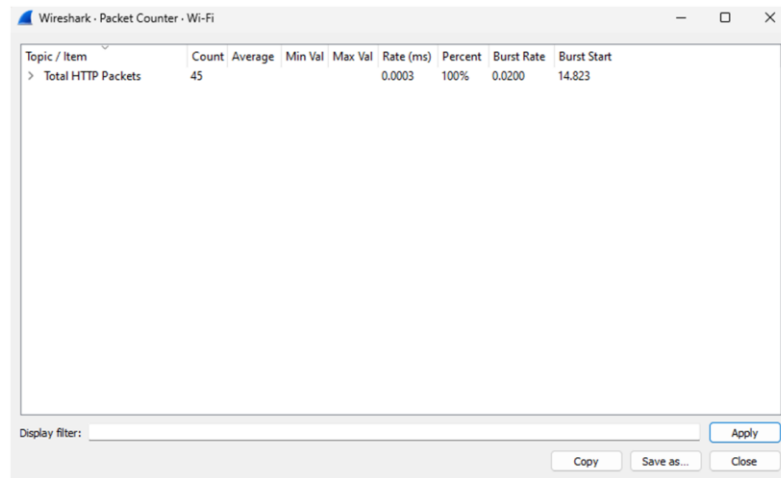 Wireshark · Packet Counter · Wi-Fi
Topic / Item Count Average Min Val Max Val Rate (ms) Percent Burst Rate Burst Start
Total HTTP Packets 45 0.0003 100% 0.0200 14.823
Display filter:
Apply
Copy Save as... Close